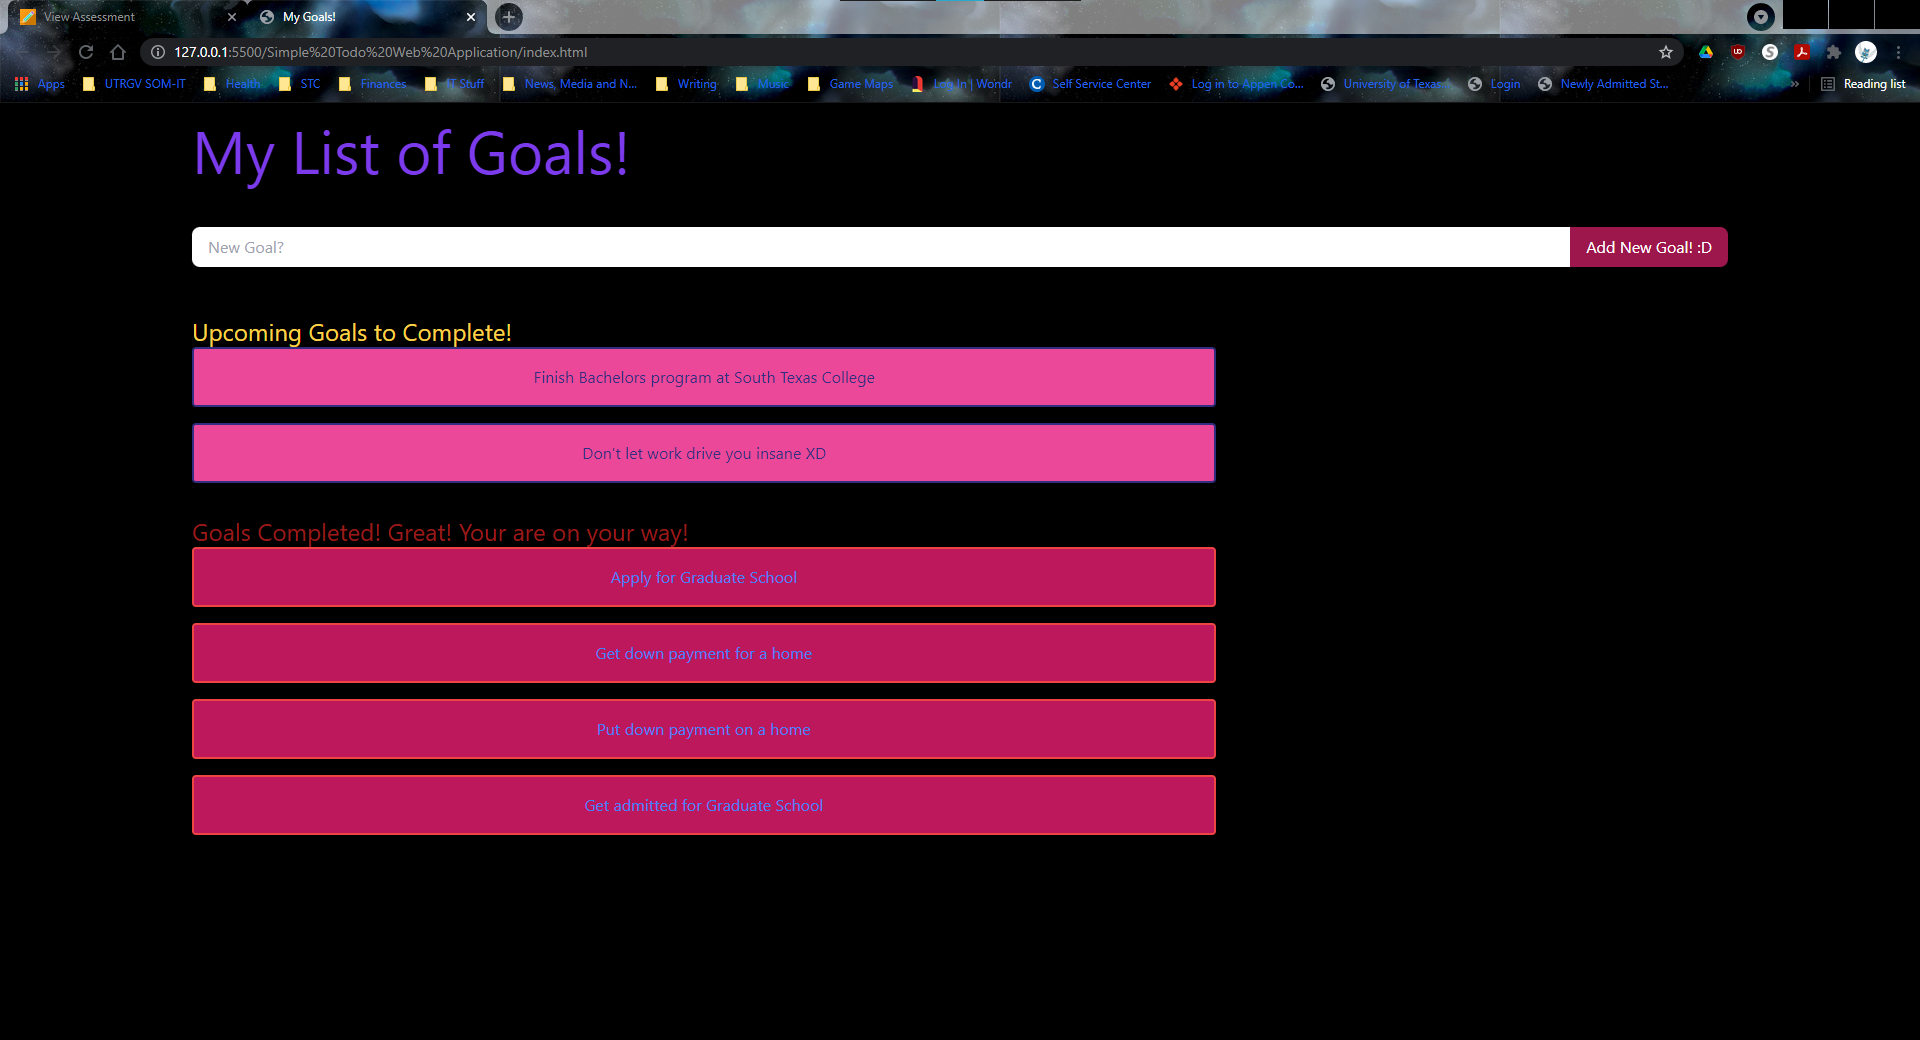 View Assessment
My Goals!
127.0.0.1:5500/Simple%20Todo%20Web%20Application/index.html
Apps
UTRGV SOM-IT
Health
STC
Finances
IT Stuff
News, Media and N...
Writing
Music
Game Maps
Log In | Wondr
Self Service Center
Log in to Appen Co...
University of Texas...
Login
Newly Admitted St...
Reading list
My List of Goals!
New Goal?
Add New Goal! :D
Upcoming Goals to Complete!
Finish Bachelors program at South Texas College
Don't let work drive you insane XD
Goals Completed! Great! Your are on your way!
Apply for Graduate School
Get down payment for a home
Put down payment on a home
Get admitted for Graduate School